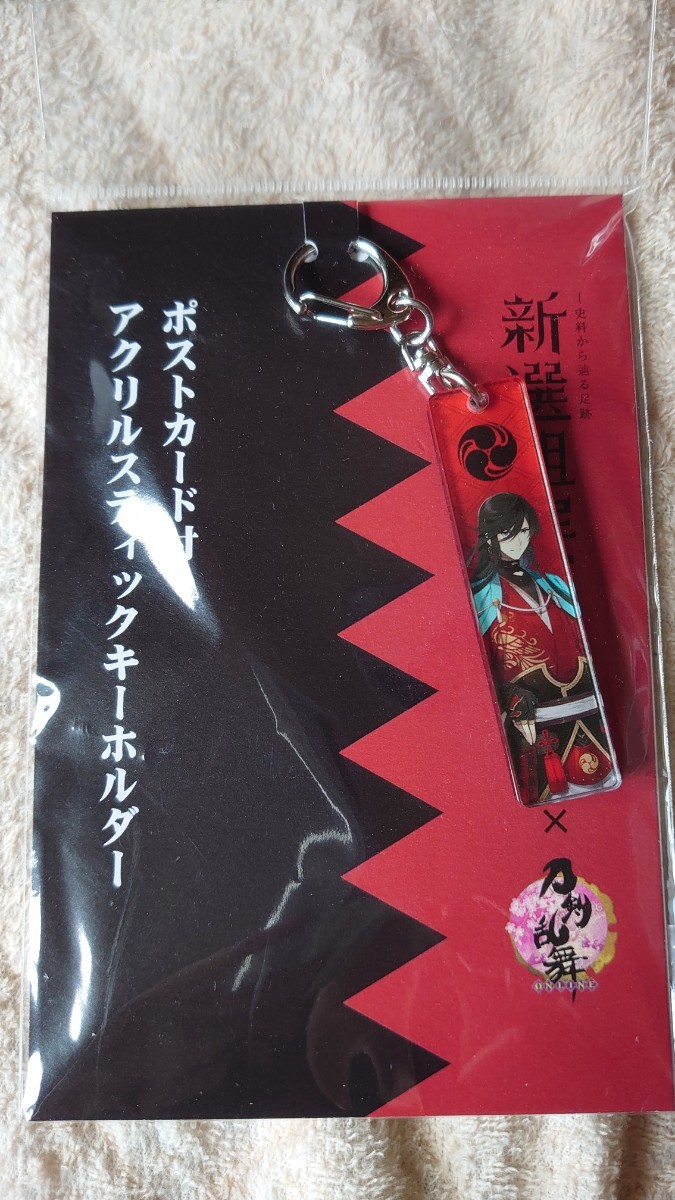 史料から辿る足跡
新選組展
×
刀剣乱舞
ONLINE
ポストカード付
アクリルスティックキーホルダー